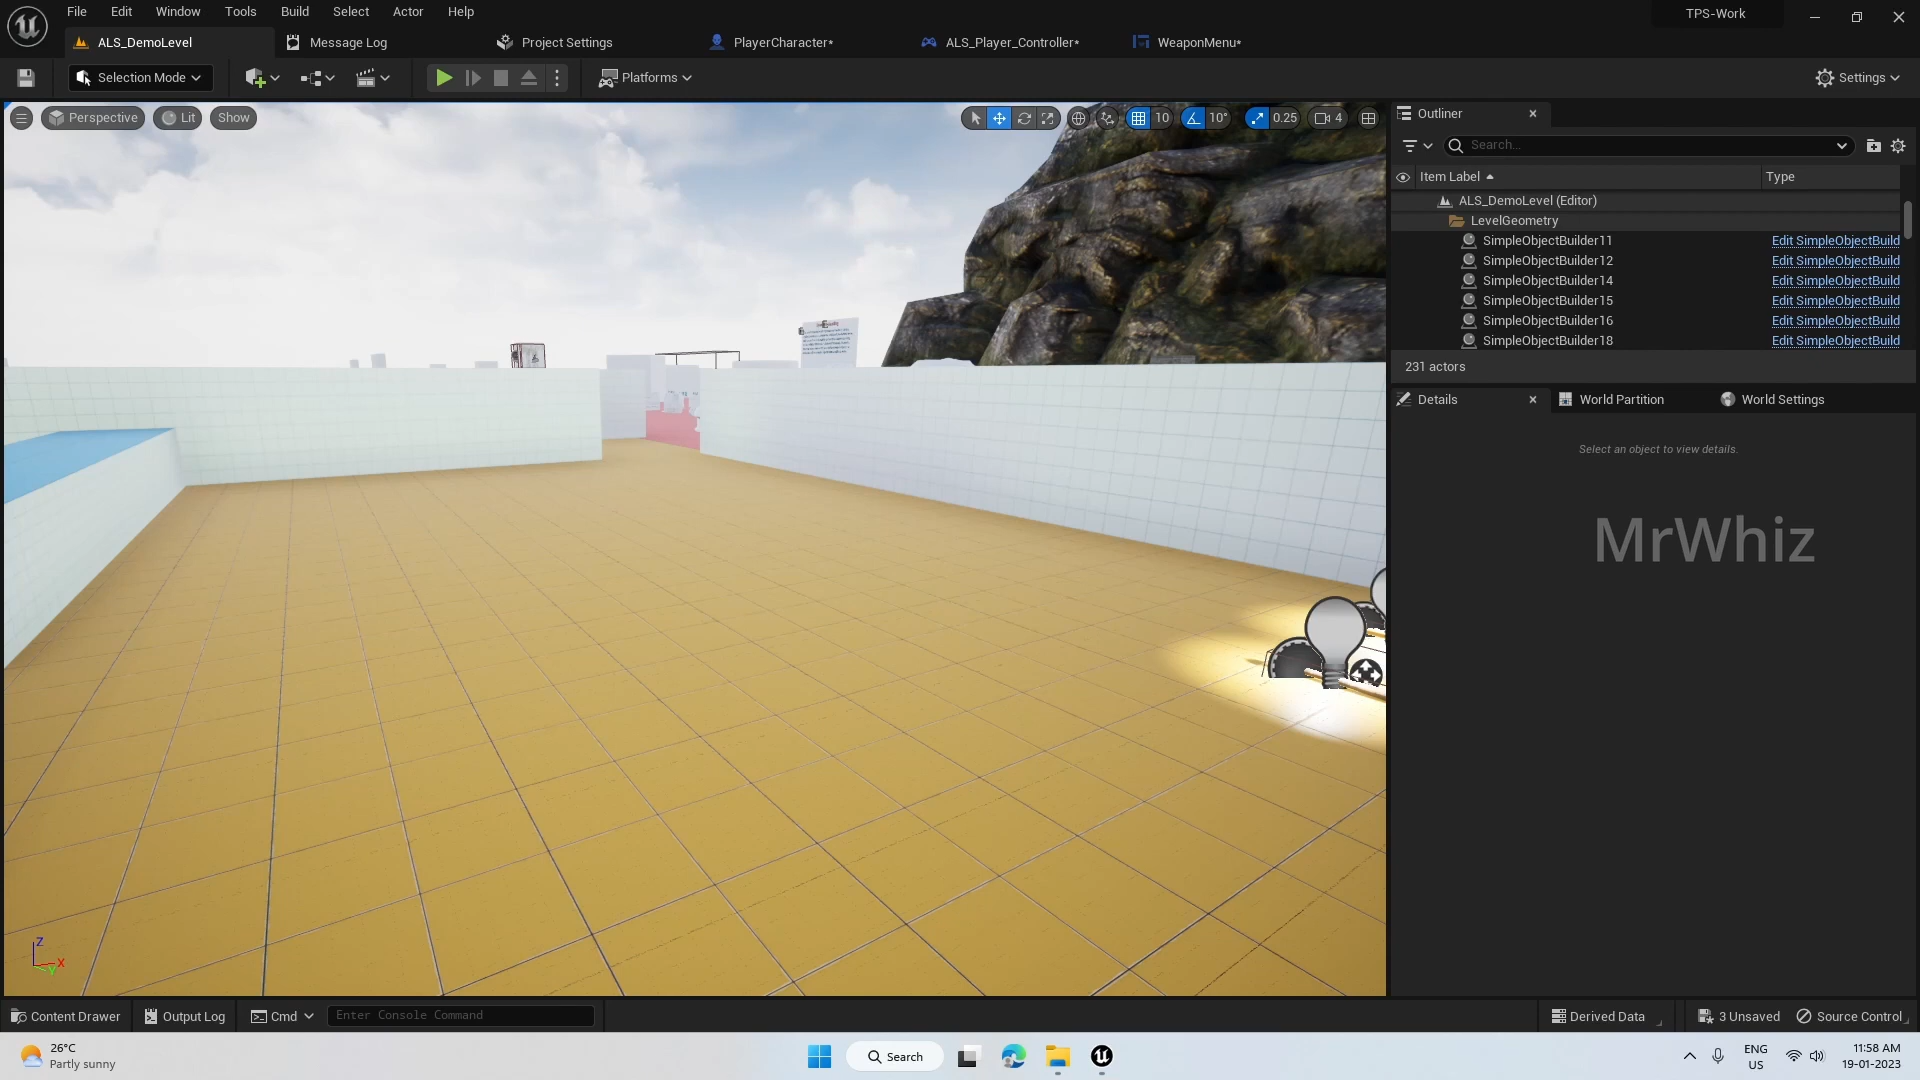 File Edit Window Tools Build Select Actor Help
TPS-Work
ALS_DemoLevel
Message Log
Project Settings
PlayerCharacter*
ALS_Player_Controller*
WeaponMenu*
Selection Mode
Platforms
Settings
Perspective
Lit
Show
10
10°
0.25
4
Outliner
Search...
Item Label
Type
ALS_DemoLevel (Editor)
LevelGeometry
SimpleObjectBuilder11 Edit SimpleObjectBuild
SimpleObjectBuilder12 Edit SimpleObjectBuild
SimpleObjectBuilder14 Edit SimpleObjectBuild
SimpleObjectBuilder15 Edit SimpleObjectBuild
SimpleObjectBuilder16 Edit SimpleObjectBuild
SimpleObjectBuilder18 Edit SimpleObjectBuild
231 actors
Details
World Partition
World Settings
Select an object to view details.
MrWhiz
Z
X
Y
Content Drawer
Output Log
Cmd
Enter Console Command
Derived Data
3 Unsaved
Source Control
26°C
Partly sunny
Search
ENG
US
11:58 AM
19-01-2023